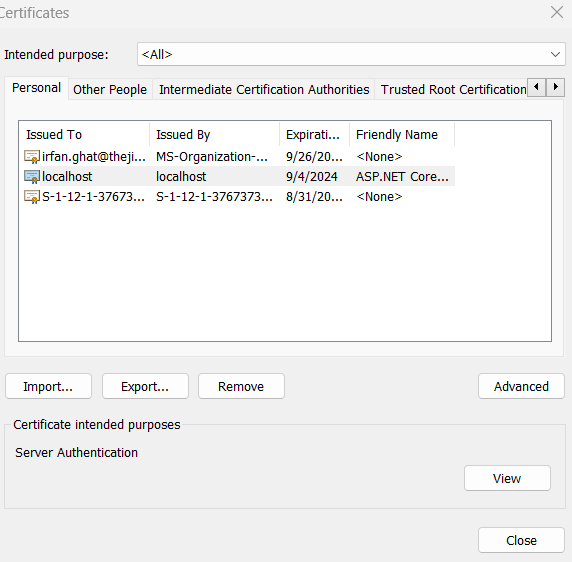 Certificates
Intended purpose: <All>
Personal Other People Intermediate Certification Authorities Trusted Root Certification
Issued To Issued By Expirati... Friendly Name
irfan.ghat@theji... MS-Organization-... 9/26/20... <None>
localhost localhost 9/4/2024 ASP.NET Core...
S-1-12-1-37673... S-1-12-1-3767373... 8/31/20... <None>
Import... Export... Remove Advanced
Certificate intended purposes
Server Authentication
View
Close